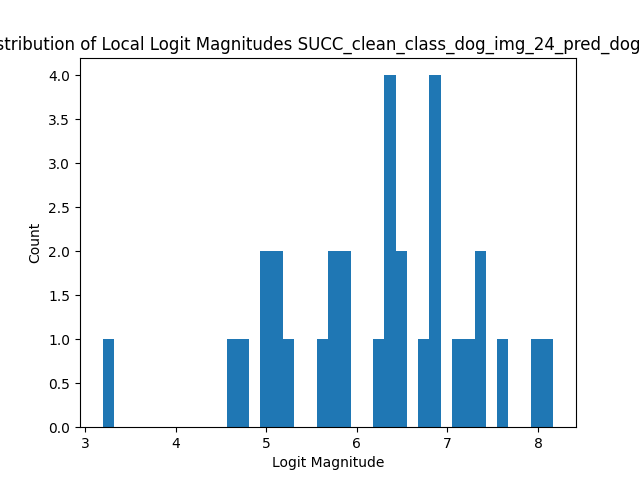 stribution of Local Logit Magnitudes SUCC_clean_class_dog_img_24_pred_dog
4.0
3.5
3.0
2.5
2.0
1.5
1.0
0.5
0.0
Count
3 4 5 6 7 8
Logit Magnitude